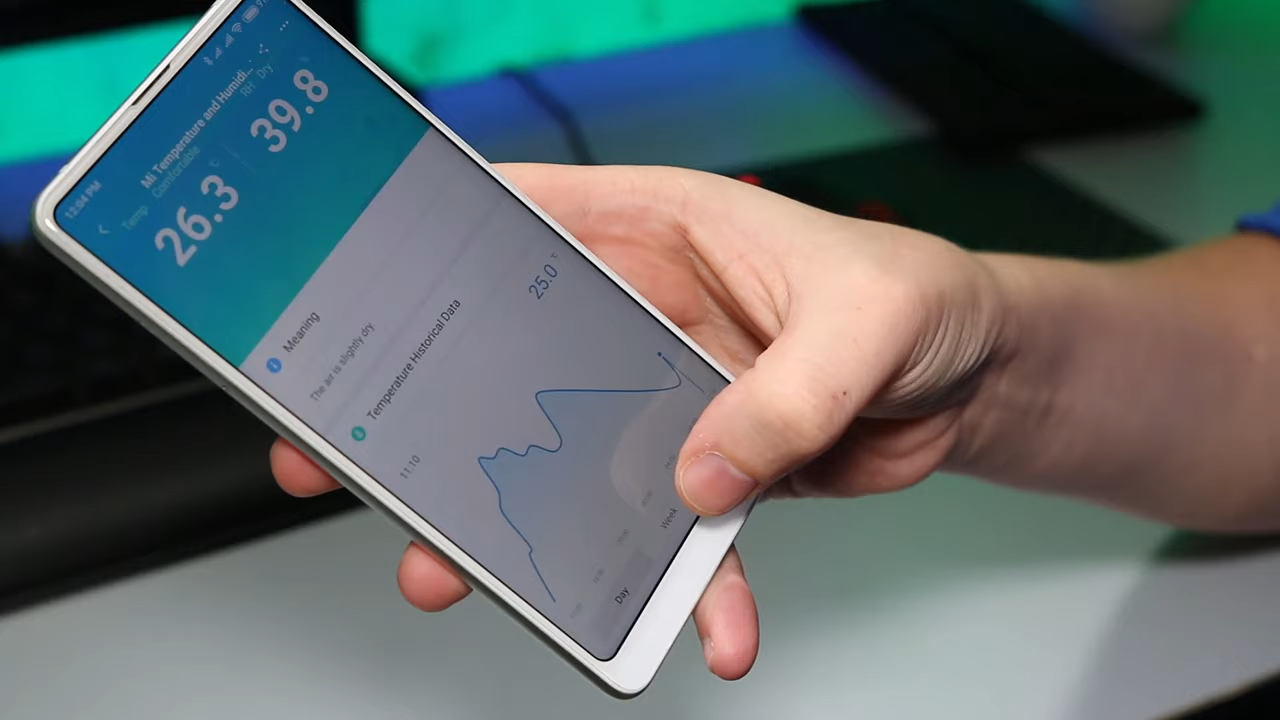 12:04 PM
Mi Temperature and Humidi...
Temp Comfortable
RH Dry
26.3 °C
39.8
Meaning
The air is slightly dry
Temperature Historical Data
11:10
25.0 °C
Day
Week